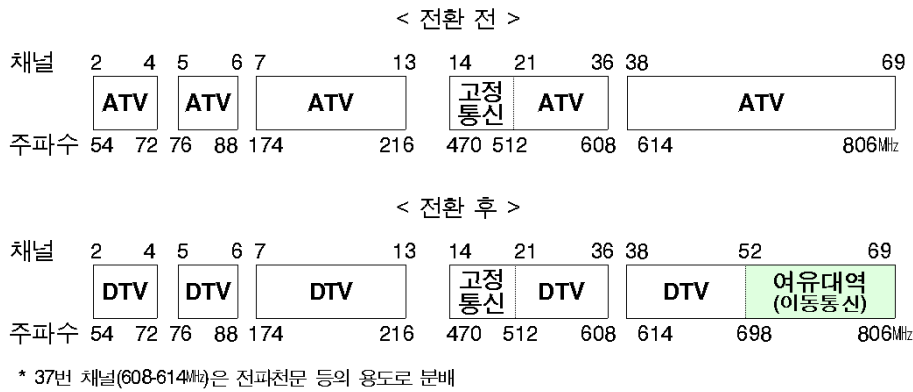 < 전환 전 >
채널 2 4 5 6 7 13 14 21 36 38 69
ATV ATV ATV 고정 통신 ATV ATV
주파수 54 72 76 88 174 216 470 512 608 614 806㎒
< 전환 후 >
채널 2 4 5 6 7 13 14 21 36 38 52 69
DTV DTV DTV 고정 통신 DTV DTV 여유대역 (이동통신)
주파수 54 72 76 88 174 216 470 512 608 614 698 806㎒
* 37번 채널(608-614㎒)은 전파천문 등의 용도로 분배